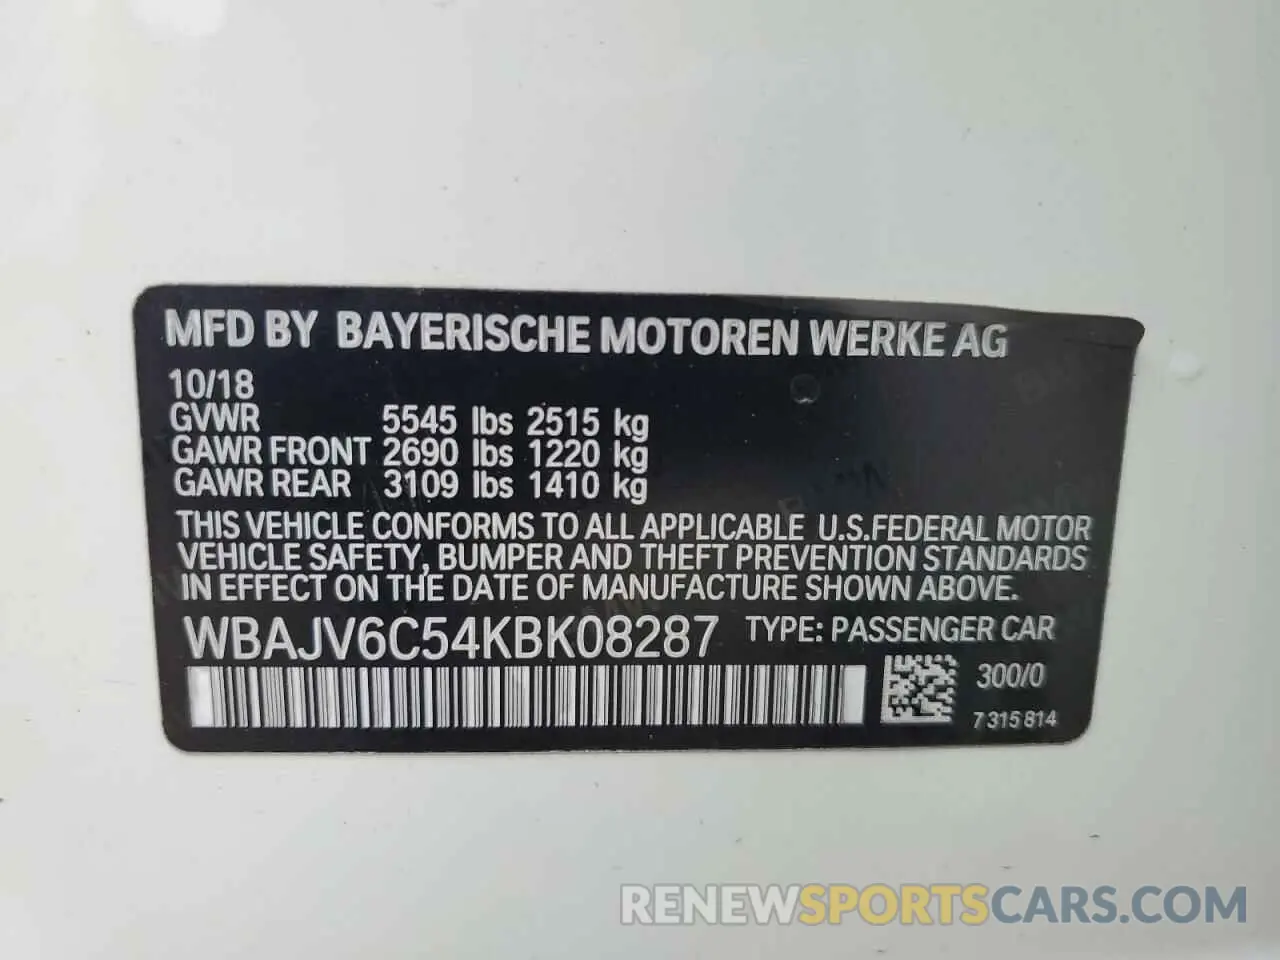 MFD BY BAYERISCHE MOTOREN WERKE AG
10/18
GVWR 5545 lbs 2515 kg
GAWR FRONT 2690 lbs 1220 kg
GAWR REAR 3109 lbs 1410 kg
THIS VEHICLE CONFORMS TO ALL APPLICABLE U.S.FEDERAL MOTOR
VEHICLE SAFETY, BUMPER AND THEFT PREVENTION STANDARDS
IN EFFECT ON THE DATE OF MANUFACTURE SHOWN ABOVE.
WBAJV6C54KBK08287 TYPE: PASSENGER CAR
300/0
7315814
RENEWSPORTSCARS.COM